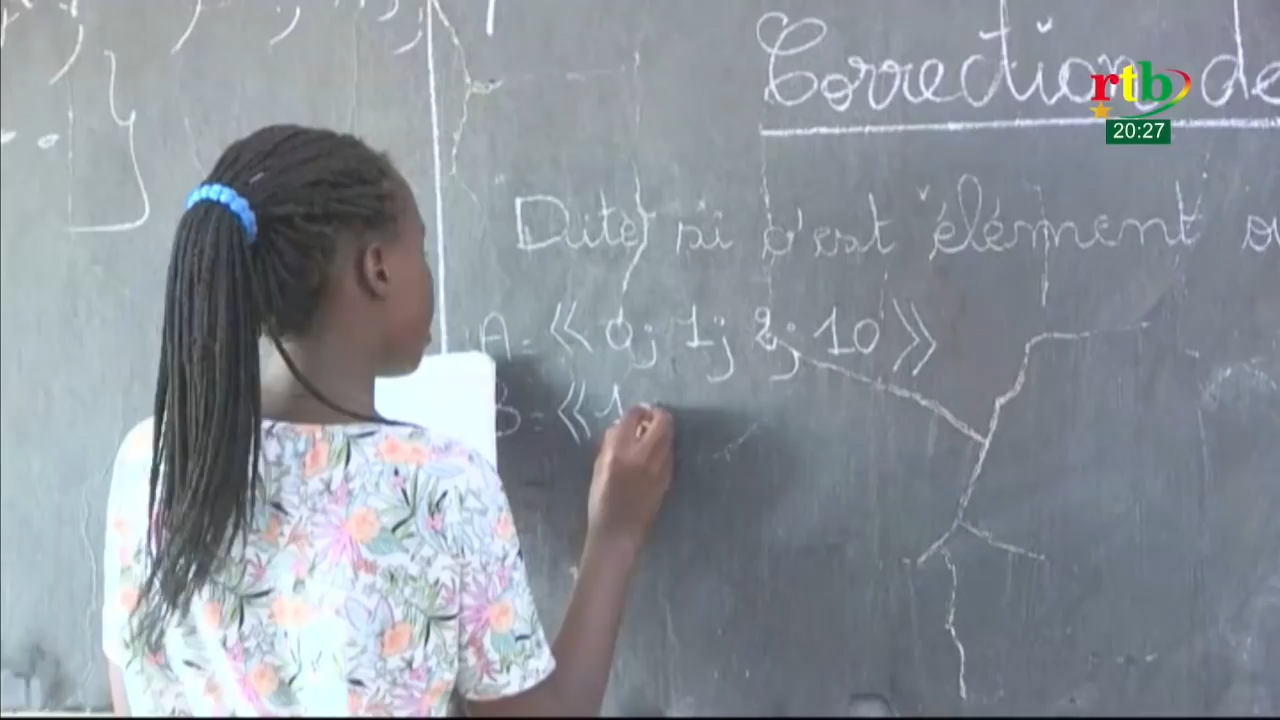 Correction de
rtb
20:27
Dites si c'est élément
A = « 0; 1; 2; 10 »
B = « 1